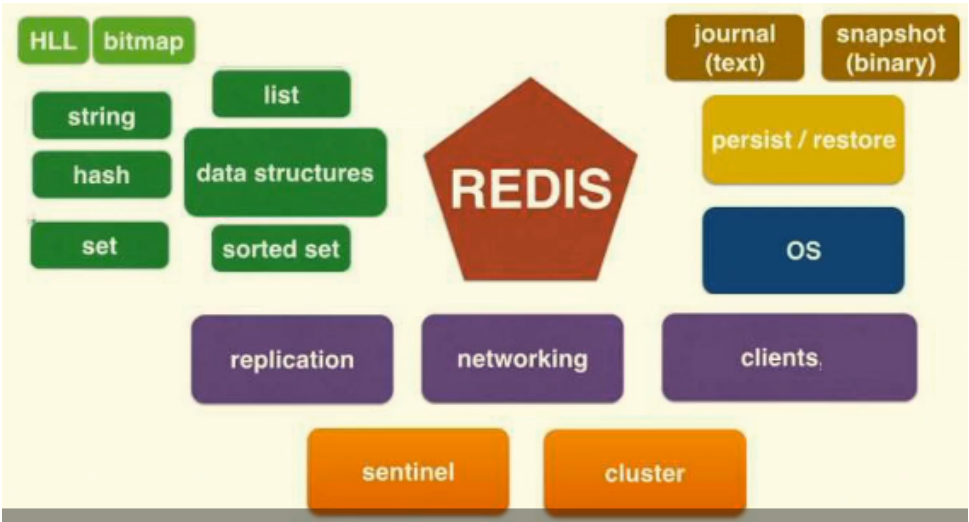 HLL
bitmap
journal
(text)
snapshot
(binary)
string
list
hash
data structures
set
sorted set
REDIS
persist / restore
OS
replication
networking
clients,
sentinel
cluster